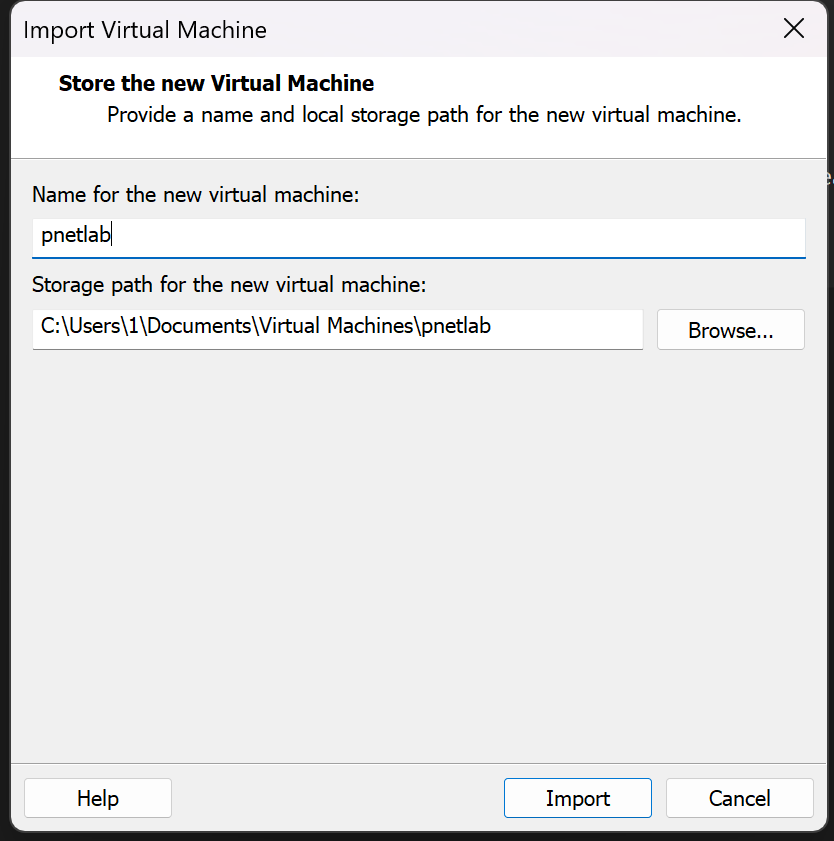 Import Virtual Machine
Store the new Virtual Machine
Provide a name and local storage path for the new virtual machine.
Name for the new virtual machine:
pnetlab
Storage path for the new virtual machine:
C:\Users\1\Documents\Virtual Machines\pnetlab
Browse...
Help
Import
Cancel